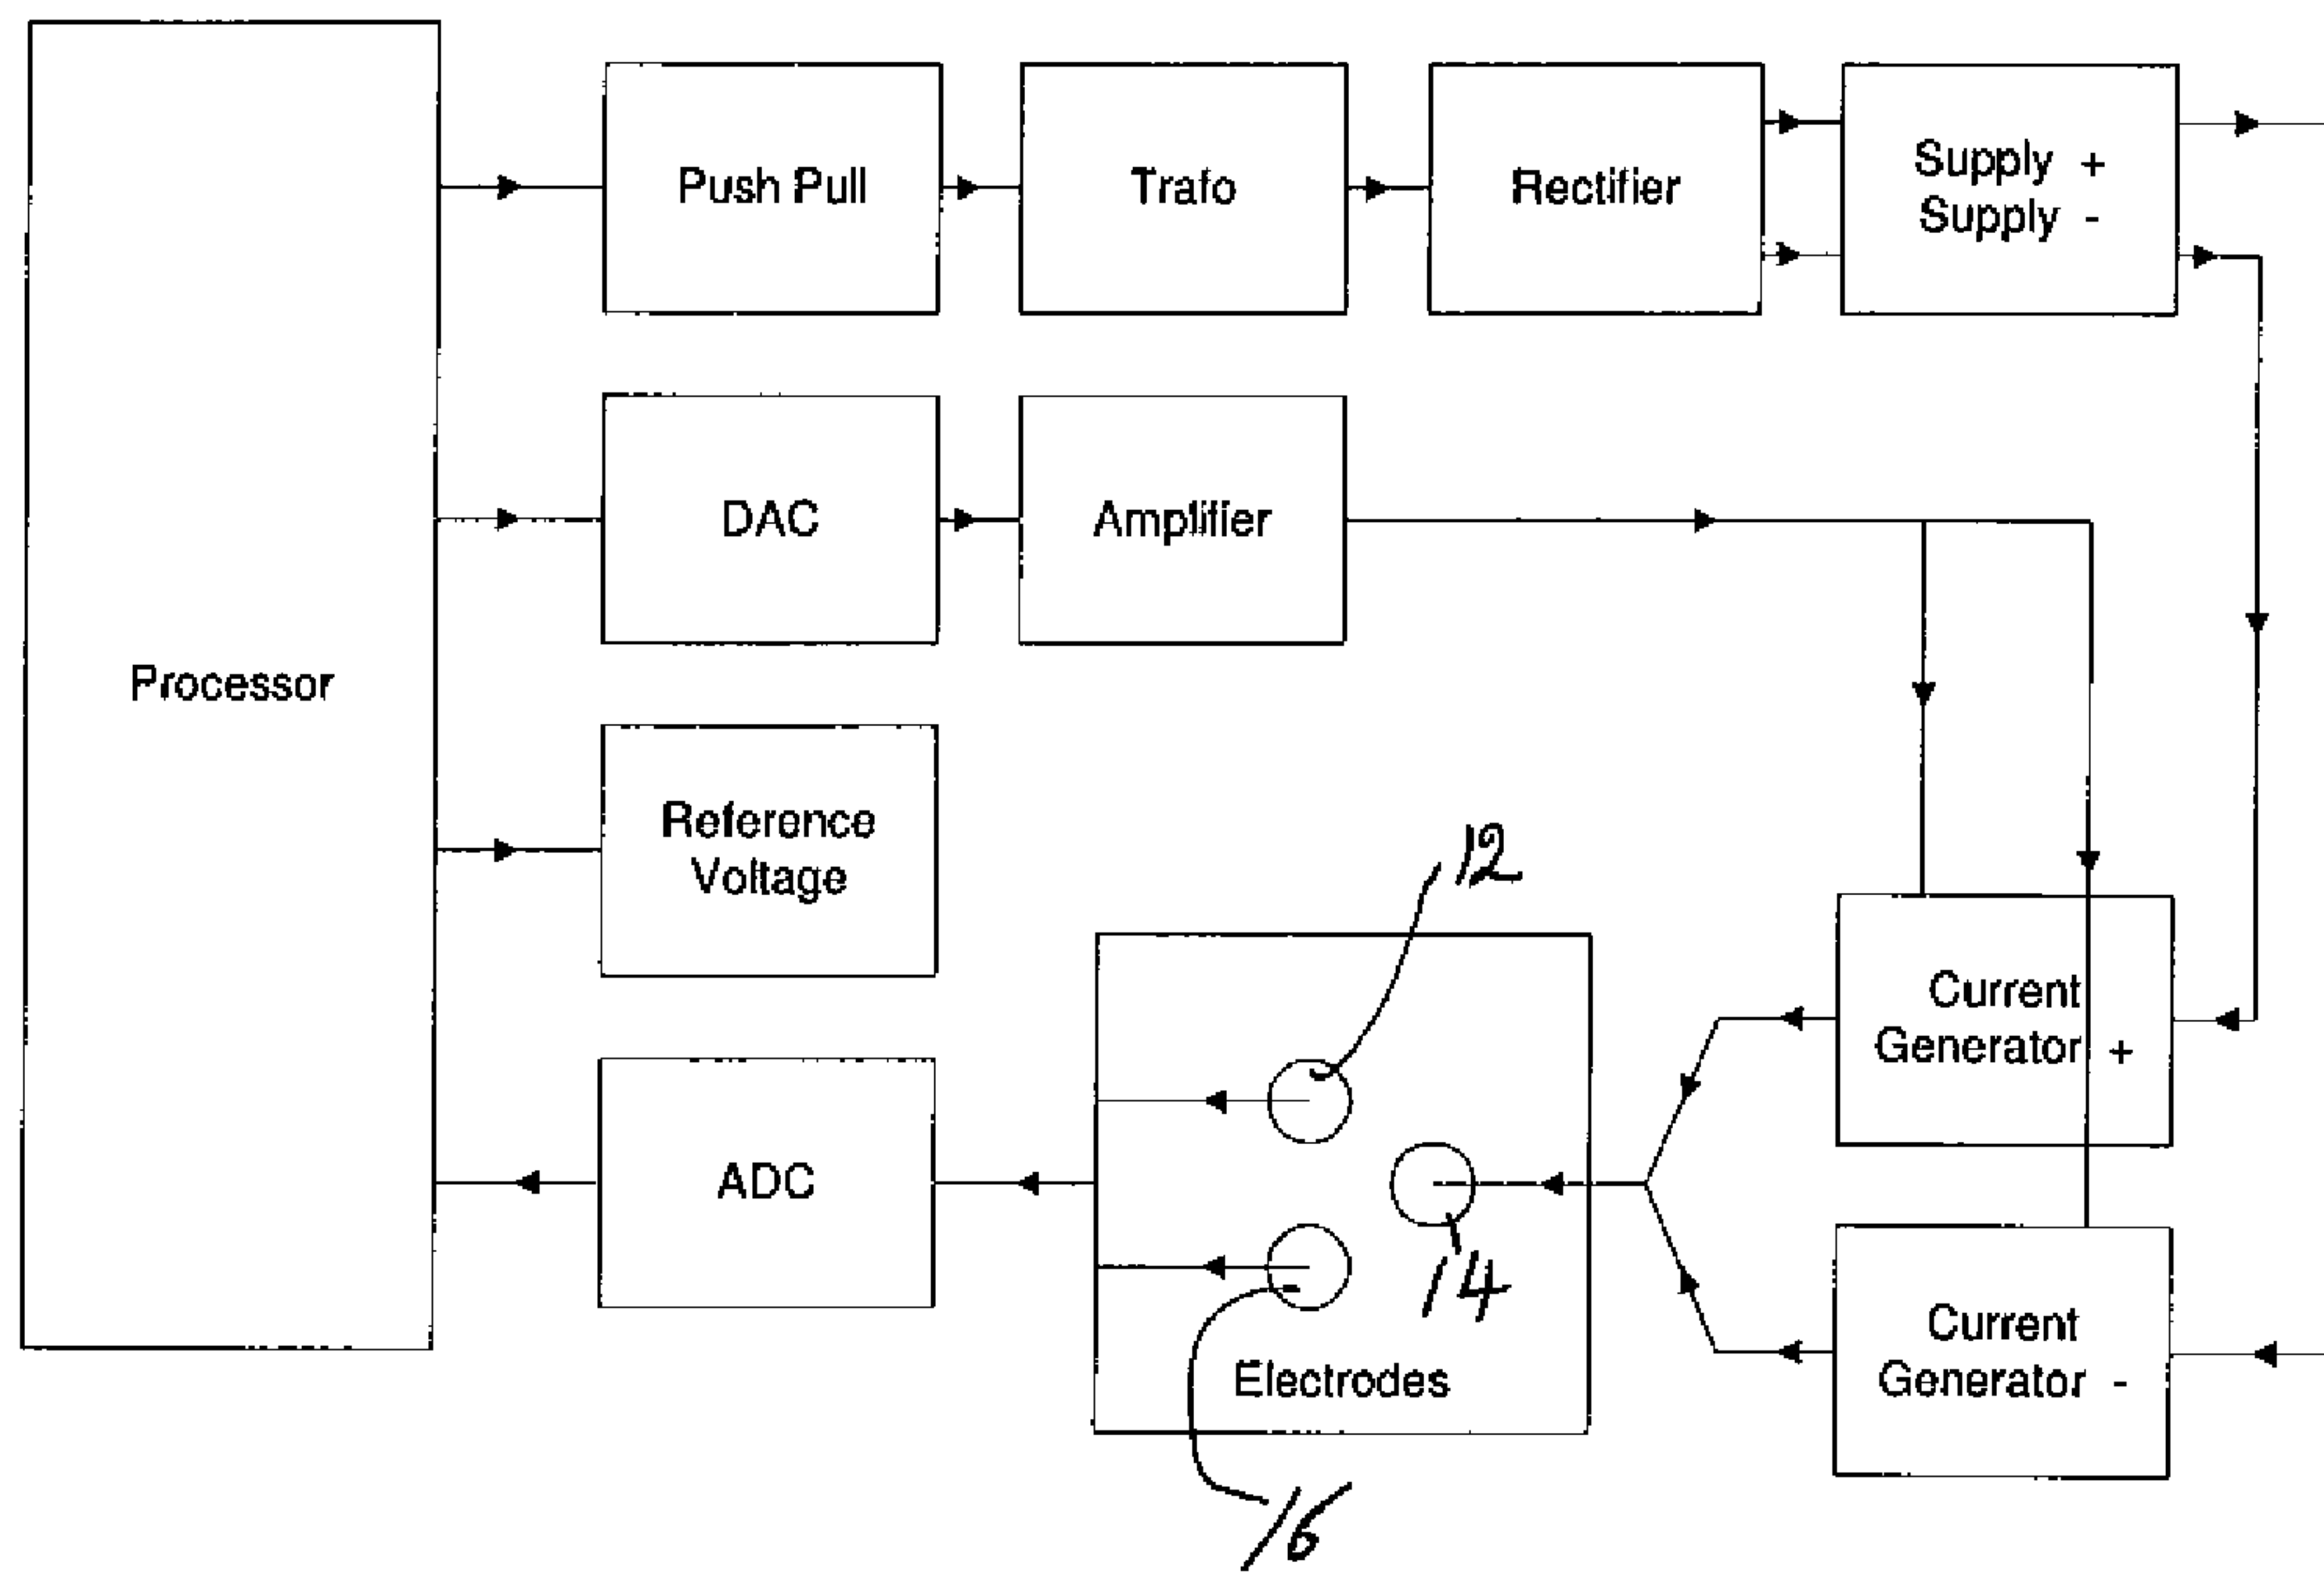 Push Pull
Trafo
Rectifier
Supply +
Supply -
DAC
Amplifier
Processor
Reference
Voltage
12
Current
Generator +
ADC
14
Electrodes
Current
Generator -
16